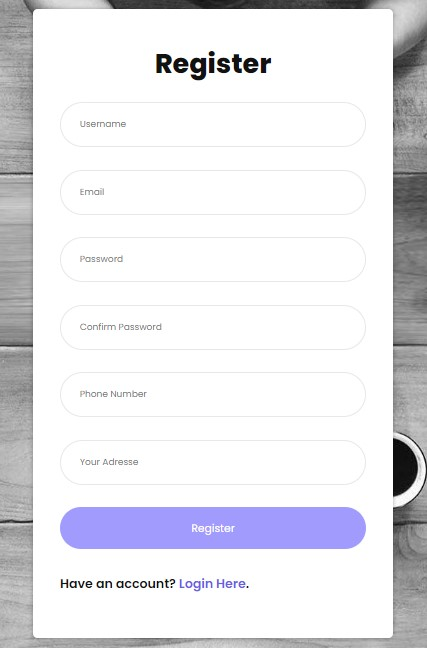 Register
Username
Email
Password
Confirm Password
Phone Number
Your Adresse
Register
Have an account? Login Here.